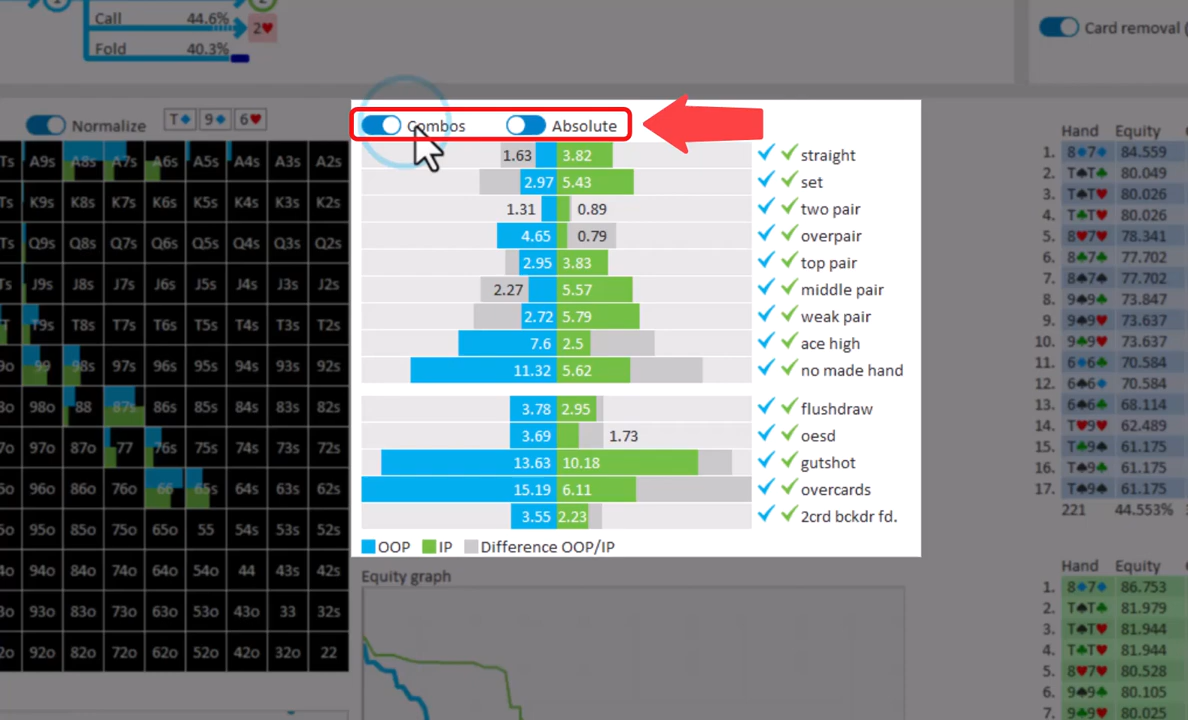 Call 44.6%
2♥
Fold 40.3%
Card removal (
Normalize T♦ 9♦ 6♥
Combos Absolute
1.63 3.82 straight
2.97 5.43 set
1.31 0.89 two pair
4.65 0.79 overpair
2.95 3.83 top pair
2.27 5.57 middle pair
2.72 5.79 weak pair
7.6 2.5 ace high
11.32 5.62 no made hand
3.78 2.95 flushdraw
3.69 1.73 oesd
13.63 10.18 gutshot
15.19 6.11 overcards
3.55 2.23 2crd bckdr fd.
OOP IP Difference OOP/IP
Equity graph
Ts A9s A8s A7s A6s A5s A4s A3s A2s
Ts K9s K8s K7s K6s K5s K4s K3s K2s
Ts Q9s Q8s Q7s Q6s Q5s Q4s Q3s Q2s
Ts J9s J8s J7s J6s J5s J4s J3s J2s
T T9s T8s T7s T6s T5s T4s T3s T2s
9o 99 98s 97s 96s 95s 94s 93s 92s
8o 98o 88 87s 86s 85s 84s 83s 82s
7o 97o 87o 77 76s 75s 74s 73s 72s
6o 96o 86o 76o 66 65s 64s 63s 62s
5o 95o 85o 75o 65o 55 54s 53s 52s
4o 94o 84o 74o 64o 54o 44 43s 42s
3o 93o 83o 73o 63o 53o 43o 33 32s
2o 92o 82o 72o 62o 52o 42o 32o 22
Hand Equity
1. 8♦7♦ 84.559
2. T♠T♣ 80.049
3. T♠T♥ 80.026
4. T♣T♥ 80.026
5. 8♥7♥ 78.341
6. 8♣7♣ 77.702
7. 8♠7♠ 77.702
8. 9♠9♣ 73.847
9. 9♠9♥ 73.637
10. 9♣9♥ 73.637
11. 6♦6♣ 70.584
12. 6♠6♦ 70.584
13. 6♠6♣ 68.114
14. T♥9♥ 62.489
15. T♣9♣ 61.175
16. T♠9♣ 61.175
17. T♠9♠ 61.175
221 44.553%
Hand Equity
1. 8♦7♦ 86.753
2. T♠T♣ 81.979
3. T♠T♥ 81.944
4. T♣T♥ 81.944
5. 8♥7♥ 80.528
6. 9♠9♣ 80.105
7. 9♣9♥ 80.025